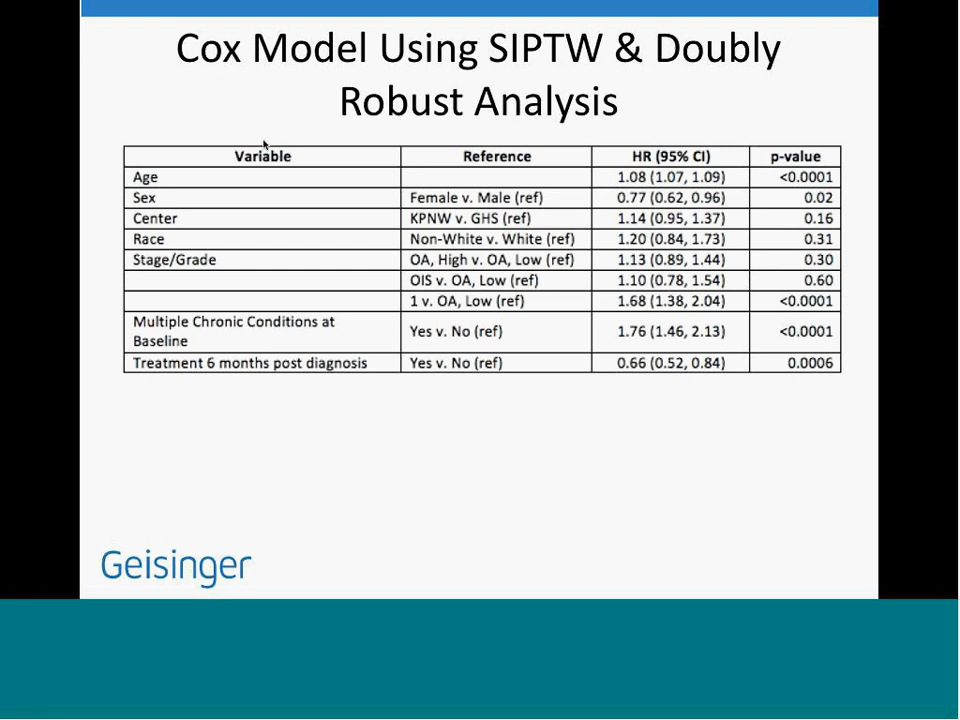 Cox Model Using SIPTW & Doubly
Robust Analysis
Variable Reference HR (95% CI) p-value
Age 1.08 (1.07, 1.09) <0.0001
Sex Female v. Male (ref) 0.77 (0.62, 0.96) 0.02
Center KPNW v. GHS (ref) 1.14 (0.95, 1.37) 0.16
Race Non-White v. White (ref) 1.20 (0.84, 1.73) 0.31
Stage/Grade OA, High v. OA, Low (ref) 1.13 (0.89, 1.44) 0.30
OIS v. OA, Low (ref) 1.10 (0.78, 1.54) 0.60
1 v. OA, Low (ref) 1.68 (1.38, 2.04) <0.0001
Multiple Chronic Conditions at
Baseline Yes v. No (ref) 1.76 (1.46, 2.13) <0.0001
Treatment 6 months post diagnosis Yes v. No (ref) 0.66 (0.52, 0.84) 0.0006
Geisinger